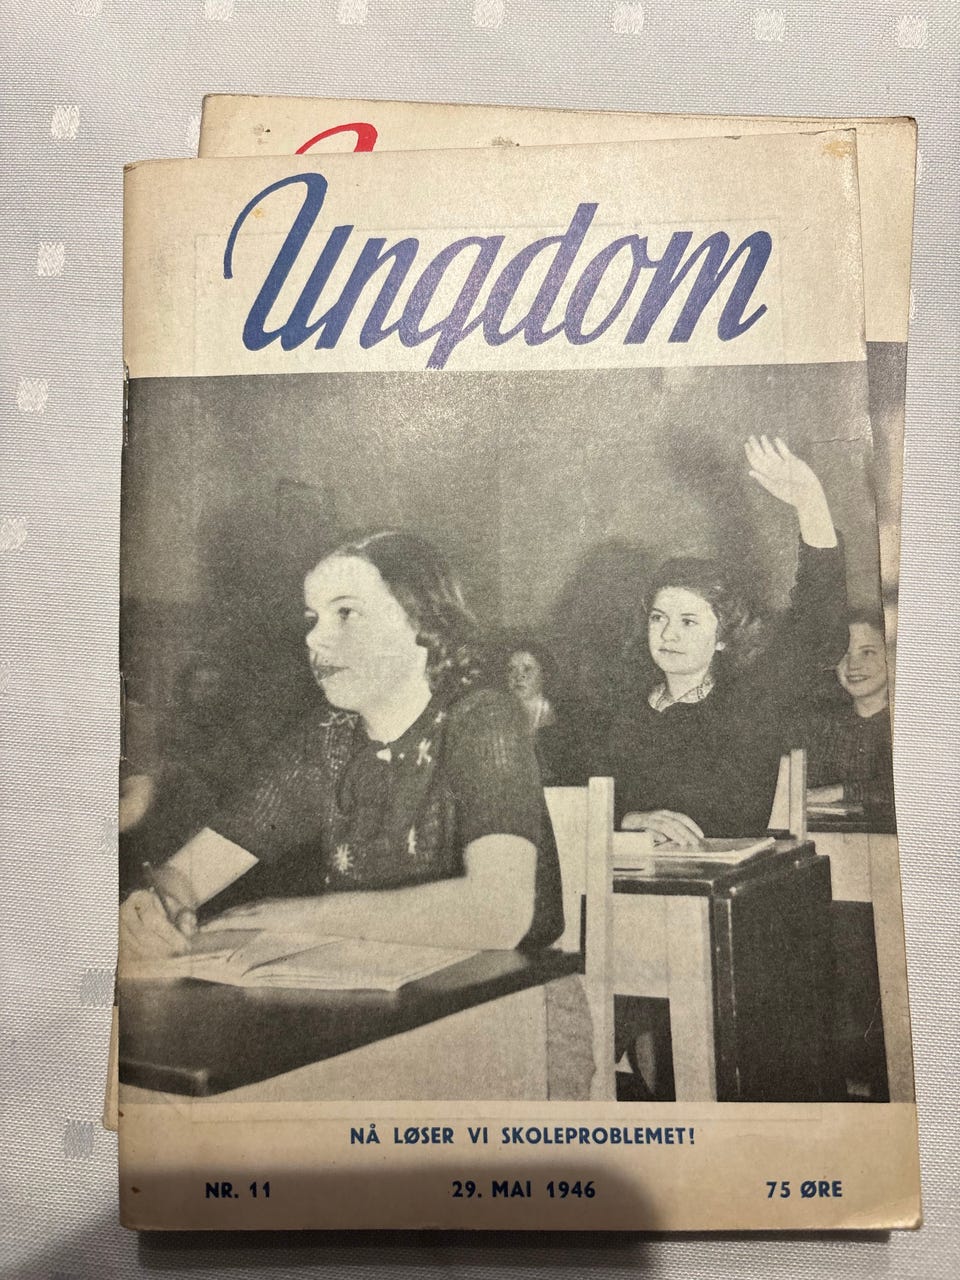 Ungdom
NÅ LØSER VI SKOLEPROBLEMET!
NR. 11
29. MAI 1946
75 ØRE